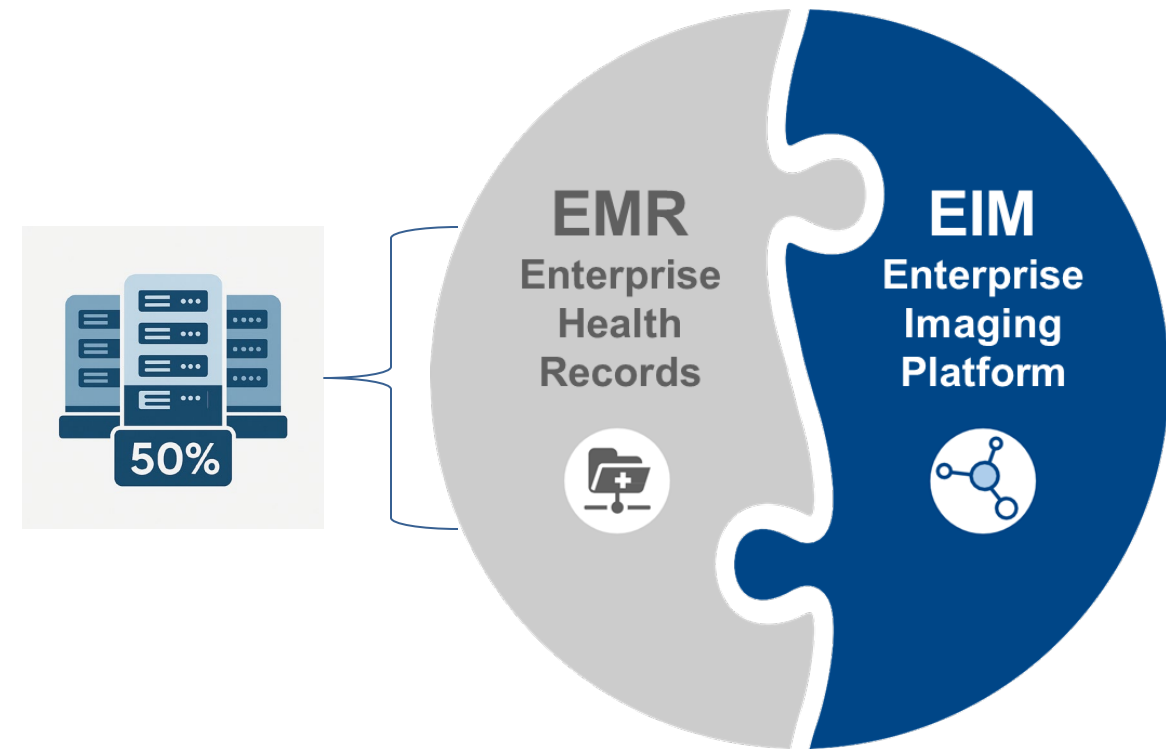 50%
EMR
Enterprise
Health
Records
EIM
Enterprise
Imaging
Platform